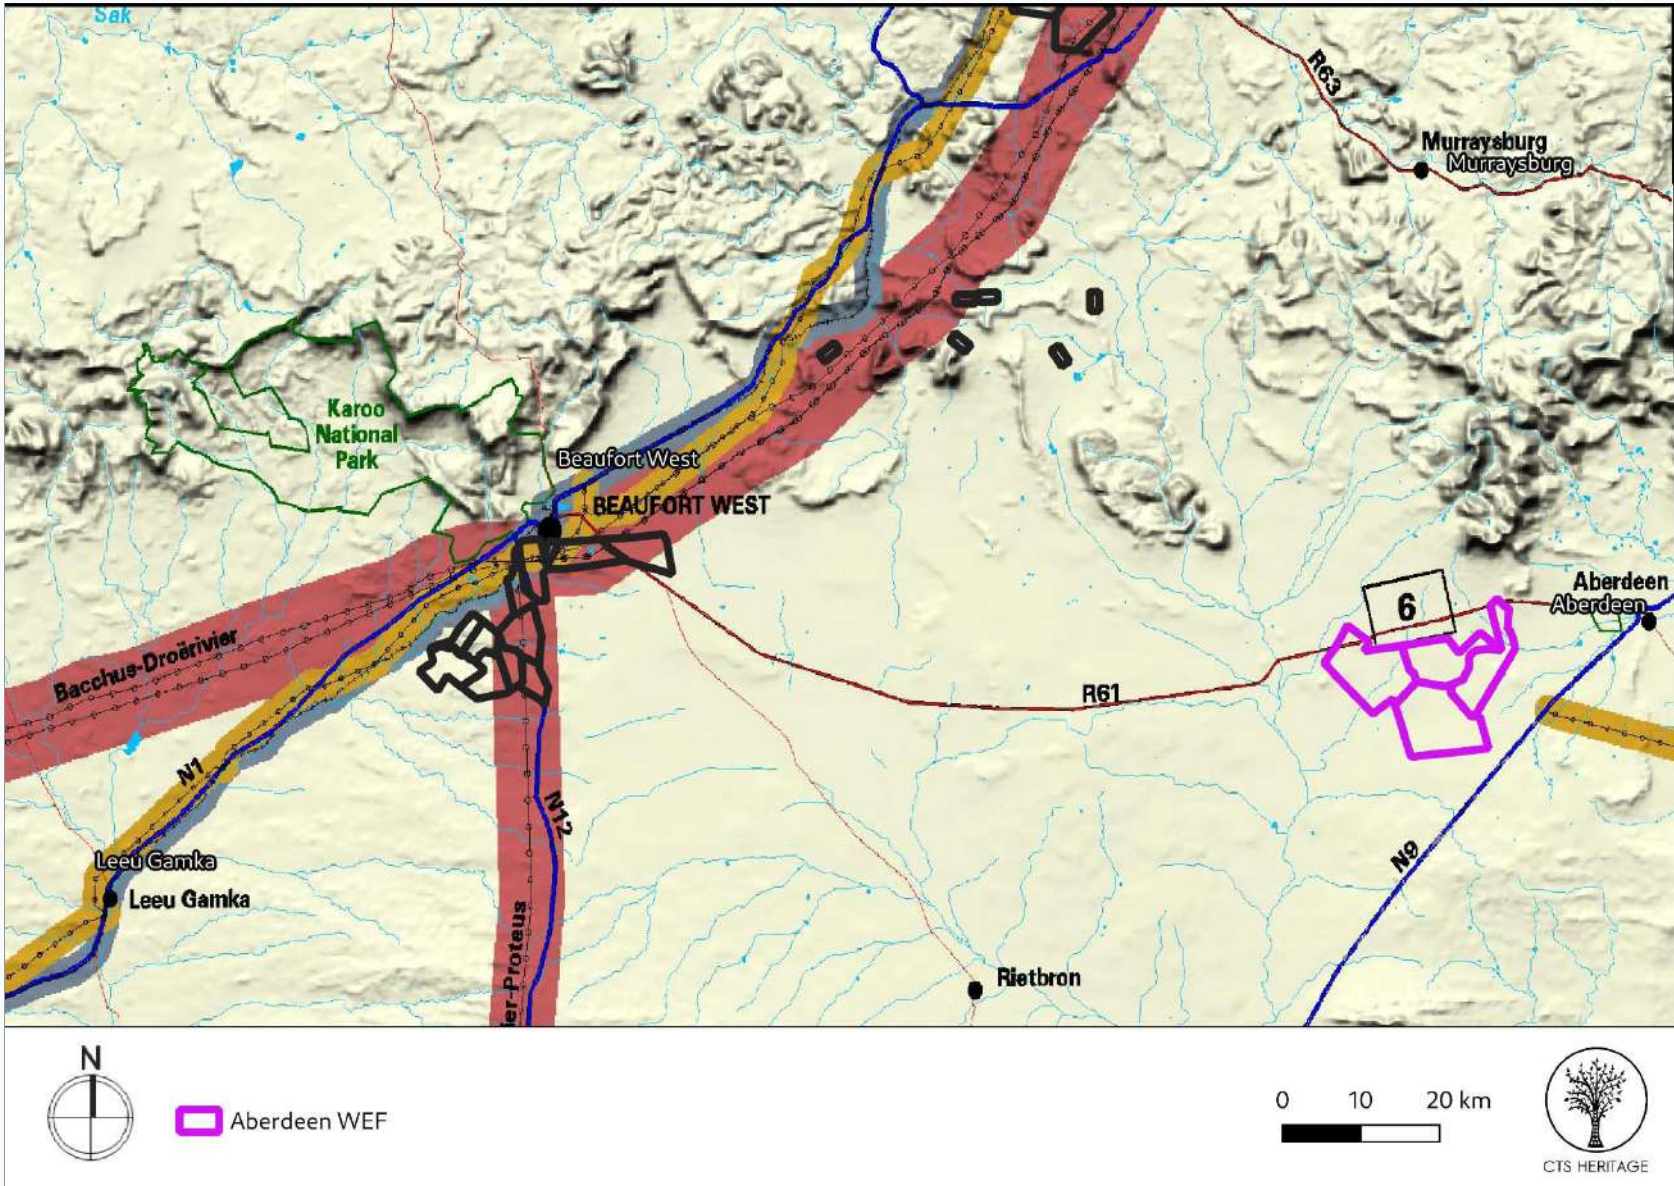 Sak
R63
Murraysburg
Murraysburg
Karoo
National
Park
Beaufort West
BEAUFORT WEST
6
Aberdeen
Aberdeen
Bacchus-Droërivier
R61
N1
N12
N9
Leeu Gamka
Leeu Gamka
ier-Proteus
Rietbron
N
Aberdeen WEF
0 10 20 km
CTS HERITAGE